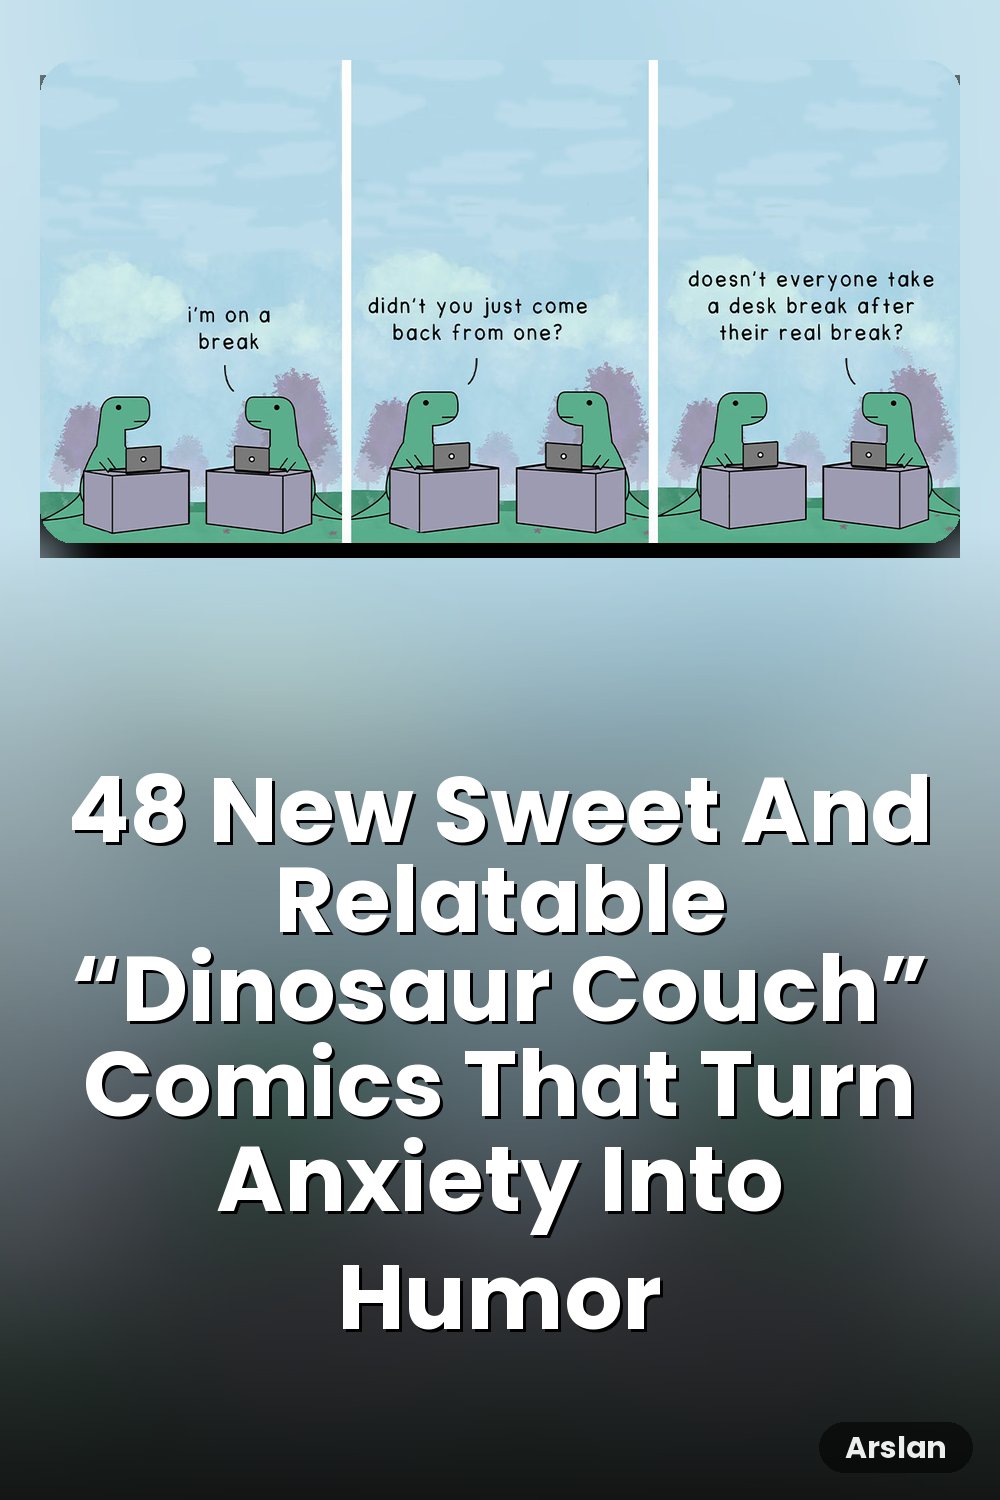 i'm on a
break
didn't you just come
back from one?
doesn't everyone take
a desk break after
their real break?
48 New Sweet And
Relatable
“Dinosaur Couch”
Comics That Turn
Anxiety Into
Humor
Arslan